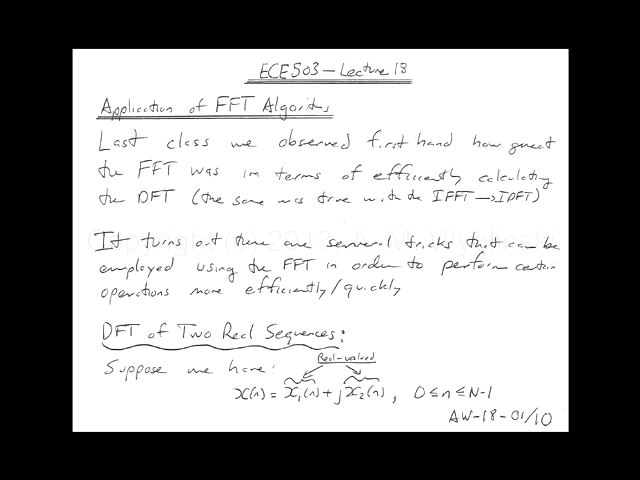 ECE503 – Lecture 18
Application of FFT Algorithms
Last class we observed first hand how great
the FFT was in terms of efficiently calculating
the DFT (the same was true with the IFFT → IDFT)
It turns out there are several tricks that can be
employed using the FFT in order to perform certain
operations more efficiently/quickly
DFT of Two Real Sequences:
Real-valued
Suppose we have:
x(n) = x₁(n) + jx₂(n), 0 ≤ n ≤ N-1
AW-18-01/10